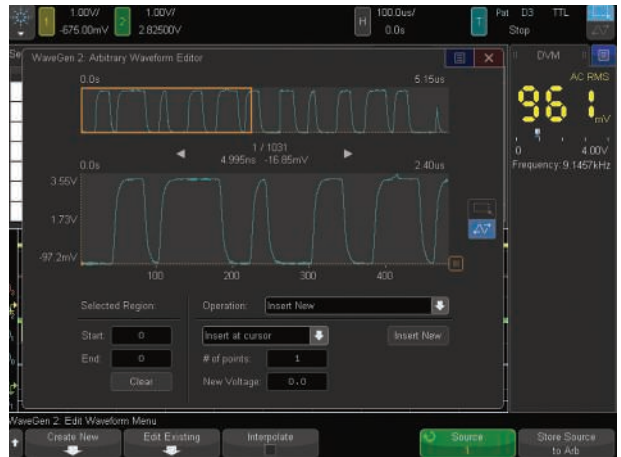 1 1.00V/ -675.00mV
2 1.00V/ 2.82500V
H 100.0us/ 0.0s
T Pat D3 TTL
Stop
WaveGen 2: Arbitrary Waveform Editor
0.0s 5.15us
1 / 1031
4.995ns -16.85mV
0.0s 2.40us
3.55V
1.73V
-97.2mV
100 200 300 400
Selected Region:
Start: 0
End: 0
Clear
Operation: Insert New
Insert at cursor
Insert New
# of points: 1
New Voltage: 0.0
DVM
AC RMS
961 mV
0 4.00V
Frequency: 9.1457kHz
WaveGen 2: Edit Waveform Menu
Create New
Edit Existing
Interpolate
Source
1
Store Source
to Arb